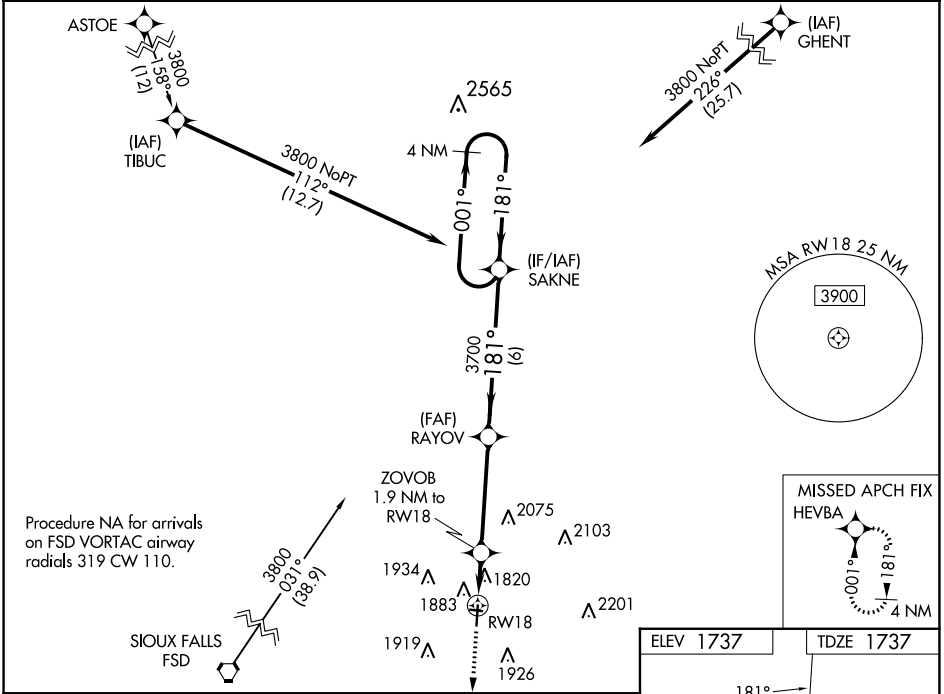 ASTOE
3800
158°
(12)
(IAF)
TIBUC
3800 NoPT
112°
(12.7)
2565
4 NM
001°
181°
(IF/IAF)
SAKNE
(IAF)
GHENT
3800 NoPT
226°
(25.7)
MSA RW18 25 NM
3900
3700
181°
(6)
(FAF)
RAYOV
ZOVOB
1.9 NM to
RW18
2075
2103
1934
1820
1883
RW18
2201
1919
1926
Procedure NA for arrivals
on FSD VORTAC airway
radials 319 CW 110.
3800
031°
(38.9)
SIOUX FALLS
FSD
MISSED APCH FIX
HEVBA
001°
181°
4 NM
ELEV 1737
TDZE 1737
181°